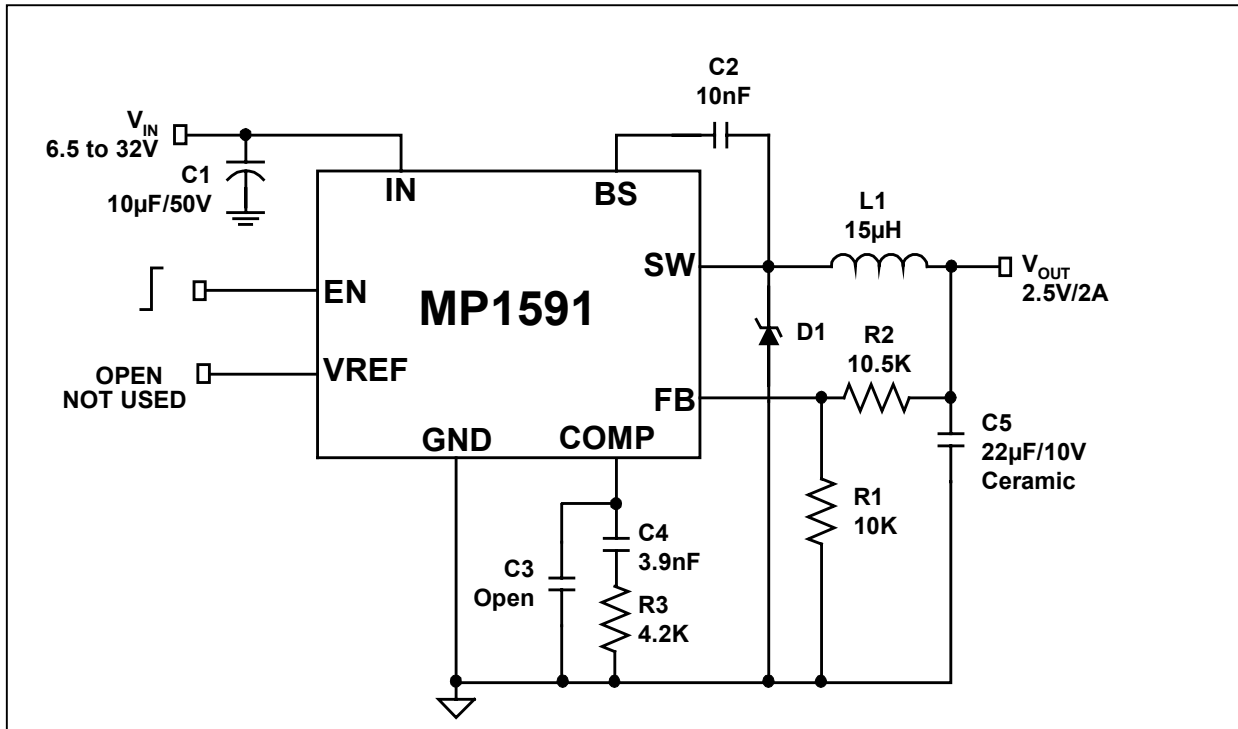 C2
10nF
VIN
6.5 to 32V
C1
10µF/50V
IN
BS
L1
15µH
SW
VOUT
2.5V/2A
EN
MP1591
D1
R2
10.5K
OPEN
NOT USED
VREF
FB
GND
COMP
C5
22µF/10V
Ceramic
R1
10K
C4
3.9nF
C3
Open
R3
4.2K